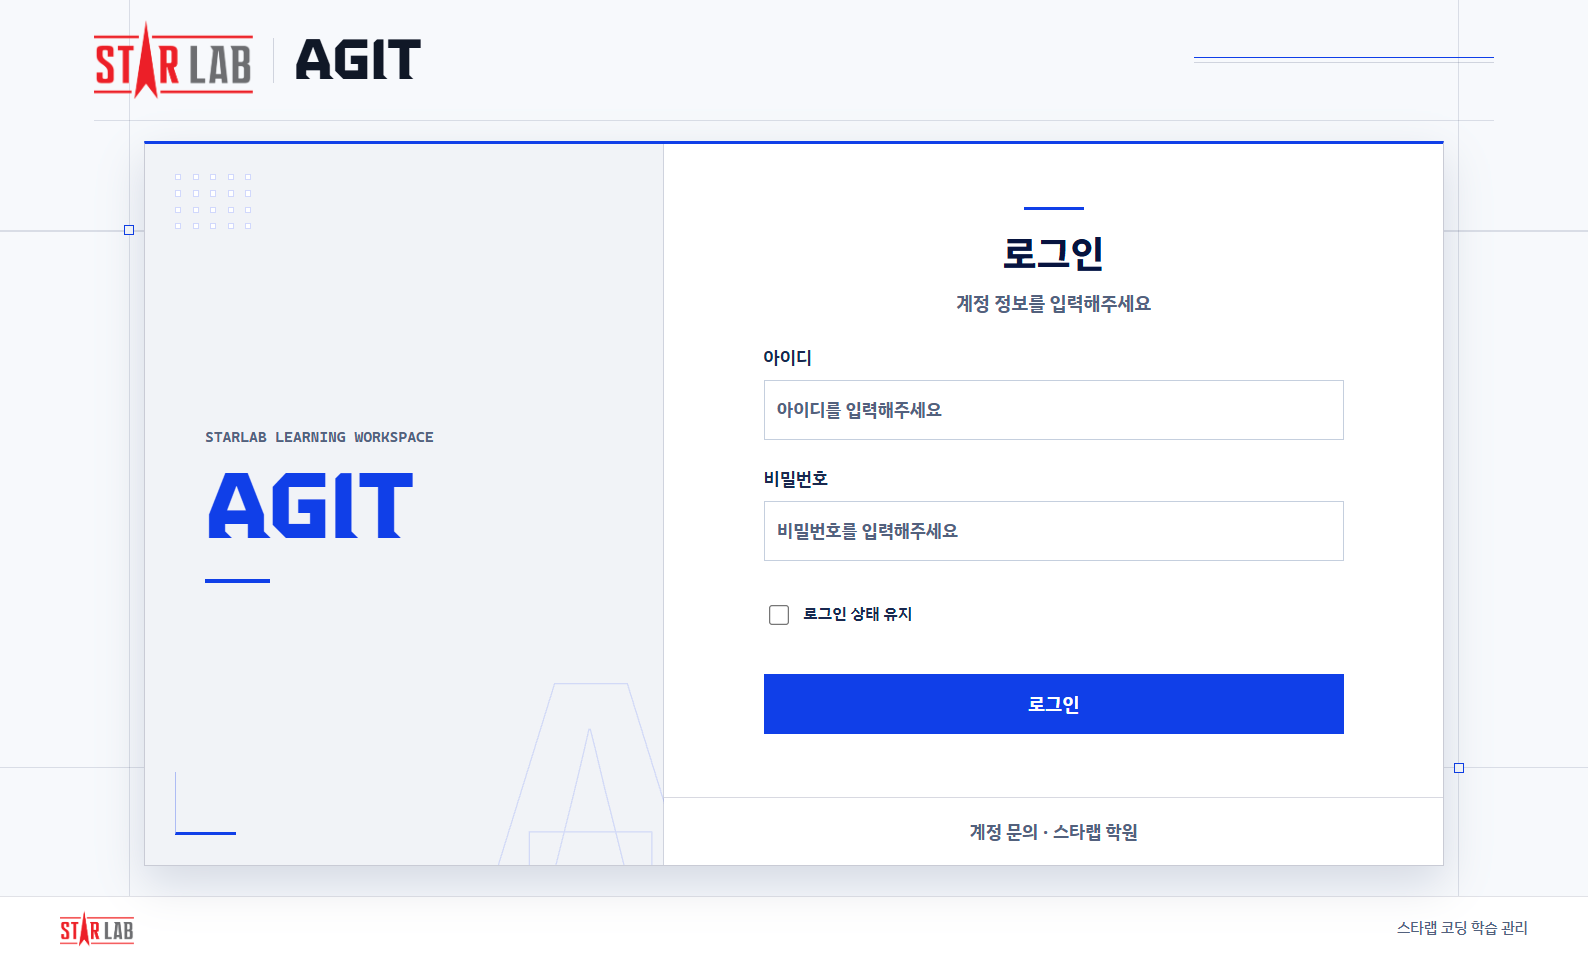 STAR LAB
AGIT
STARLAB LEARNING WORKSPACE
AGIT
로그인
계정 정보를 입력해주세요
아이디
아이디를 입력해주세요
비밀번호
비밀번호를 입력해주세요
로그인 상태 유지
로그인
계정 문의 · 스타랩 학원
STAR LAB
스타랩 코딩 학습 관리